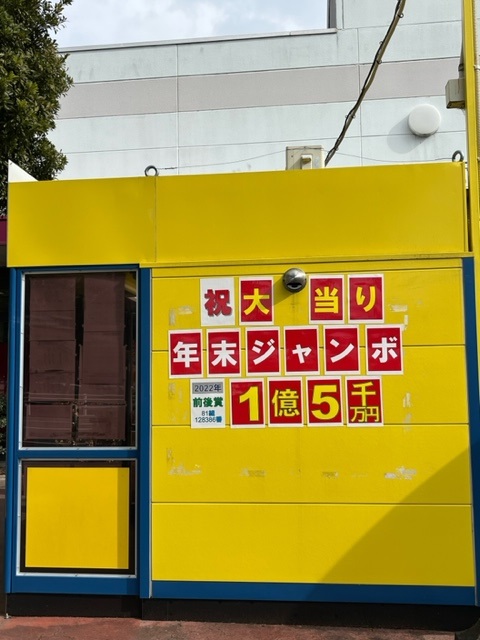 祝大当り
年末ジャンボ
2022年
前後賞
81組
128386番
1億5千万円